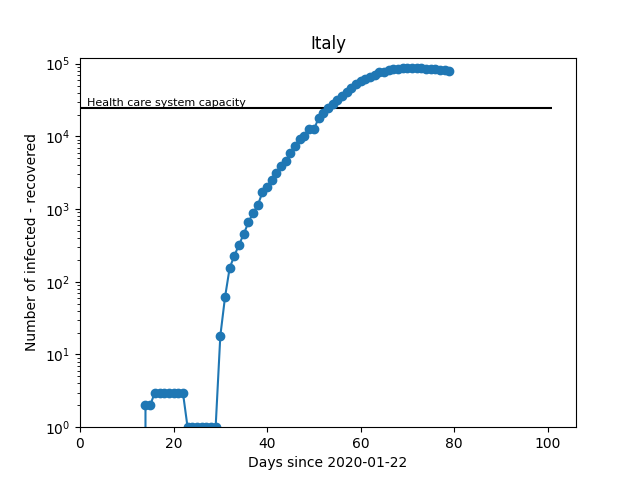 Italy
Health care system capacity
Number of infected - recovered
10^5
10^4
10^3
10^2
10^1
10^0
0 20 40 60 80 100
Days since 2020-01-22